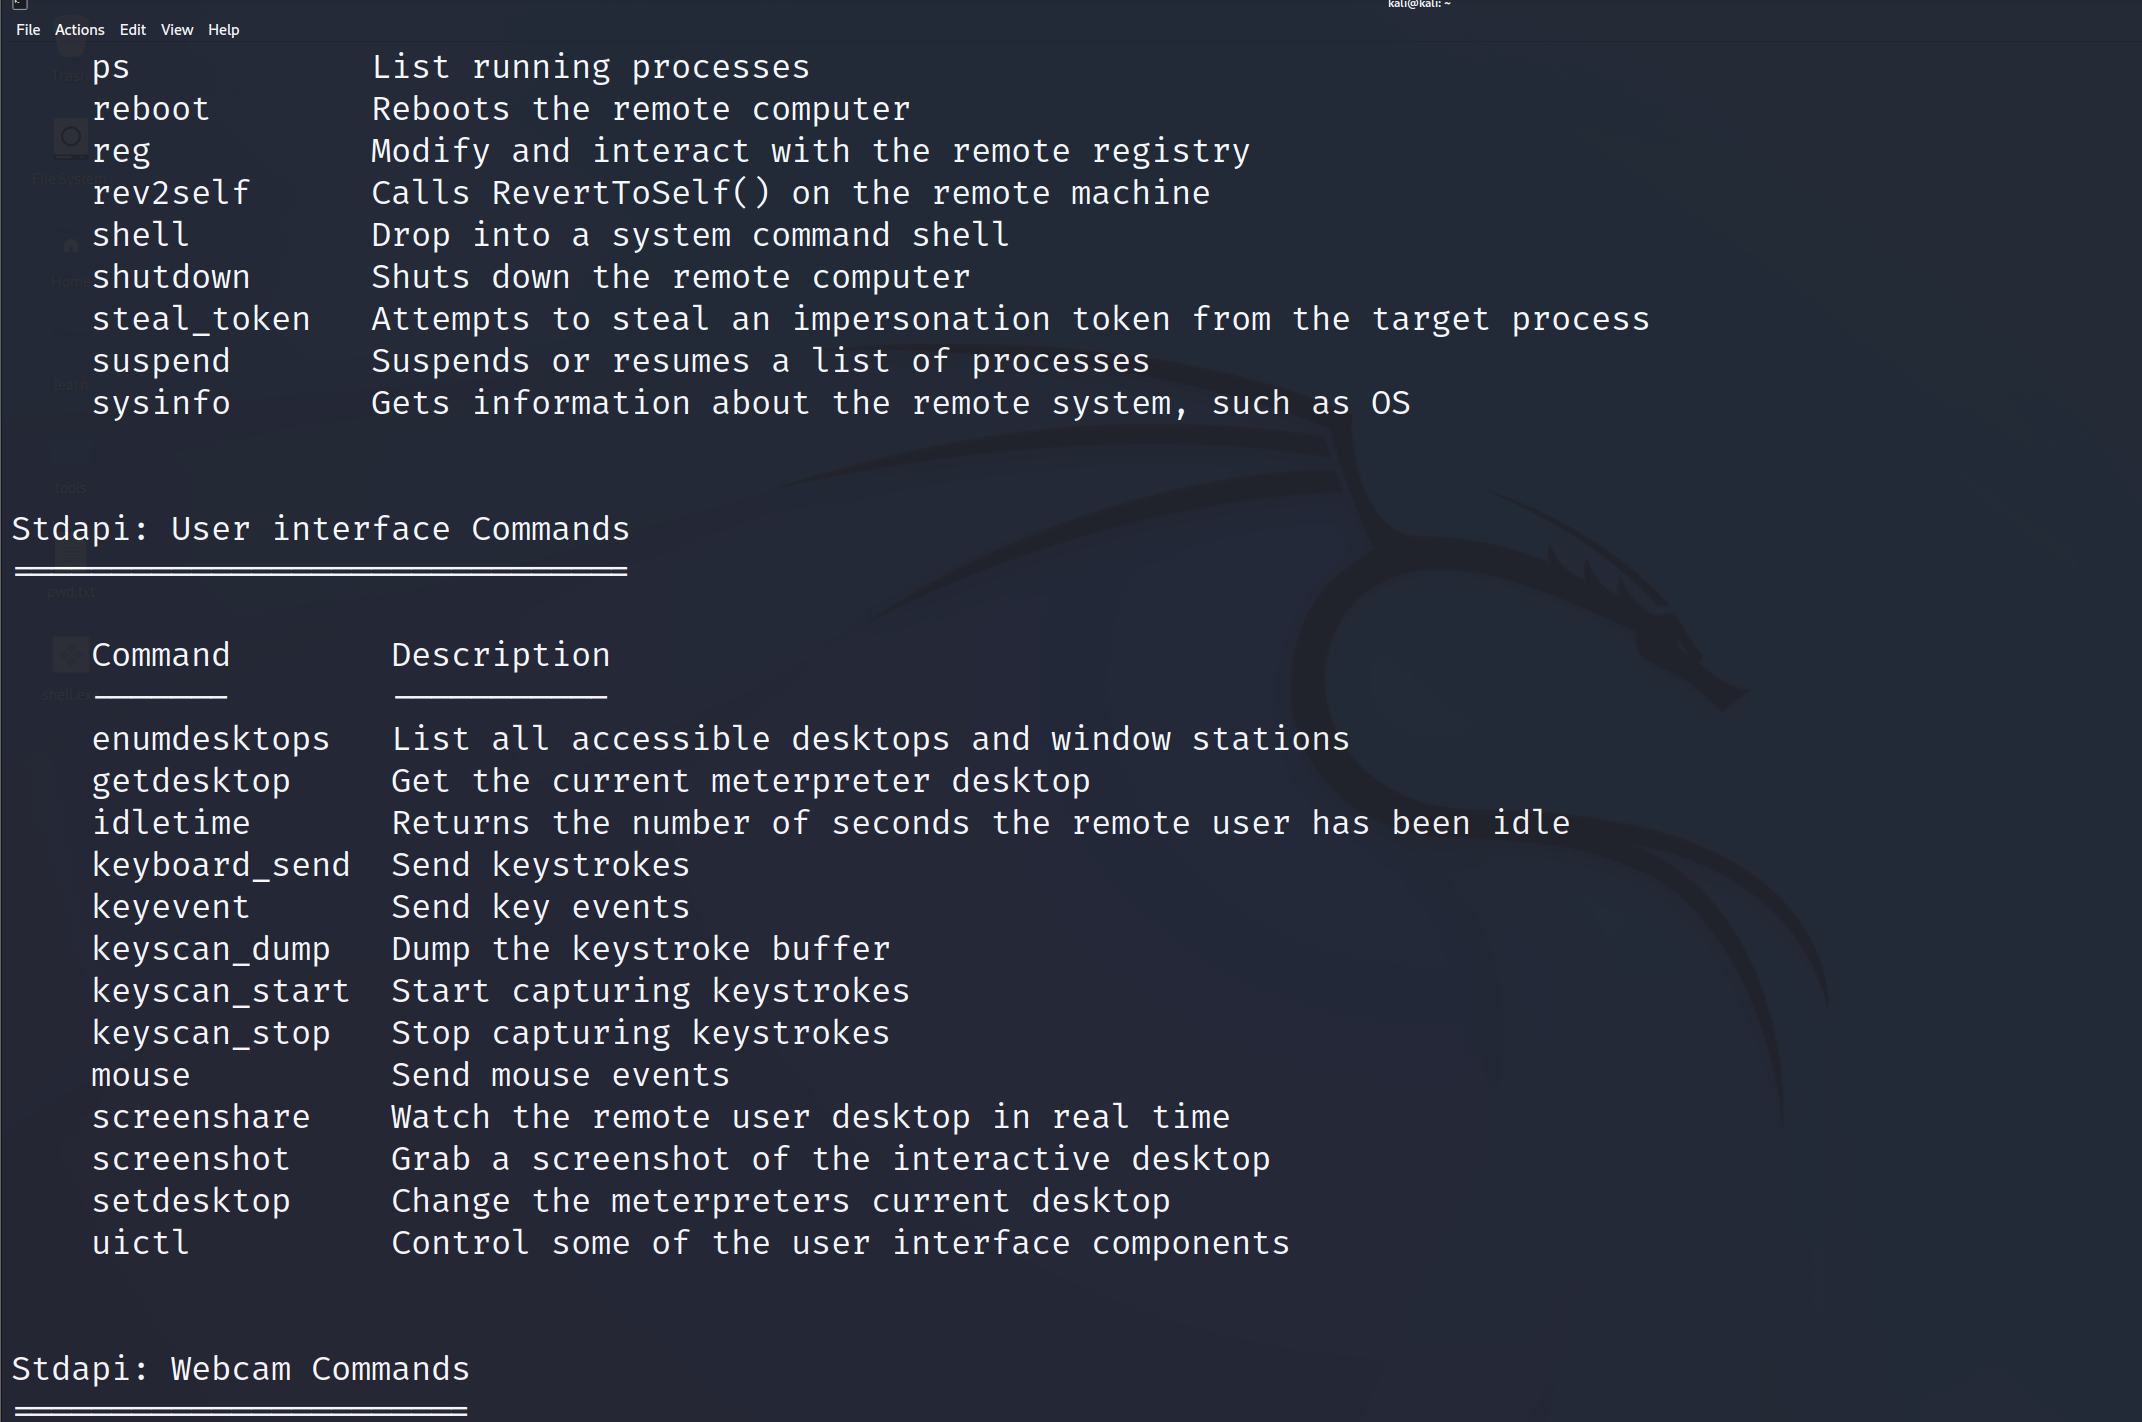 kali@kali: ~
File Actions Edit View Help
ps List running processes
reboot Reboots the remote computer
reg Modify and interact with the remote registry
rev2self Calls RevertToSelf() on the remote machine
shell Drop into a system command shell
shutdown Shuts down the remote computer
steal_token Attempts to steal an impersonation token from the target process
suspend Suspends or resumes a list of processes
sysinfo Gets information about the remote system, such as OS
Stdapi: User interface Commands
===============================
Command Description
------- -----------
enumdesktops List all accessible desktops and window stations
getdesktop Get the current meterpreter desktop
idletime Returns the number of seconds the remote user has been idle
keyboard_send Send keystrokes
keyevent Send key events
keyscan_dump Dump the keystroke buffer
keyscan_start Start capturing keystrokes
keyscan_stop Stop capturing keystrokes
mouse Send mouse events
screenshare Watch the remote user desktop in real time
screenshot Grab a screenshot of the interactive desktop
setdesktop Change the meterpreters current desktop
uictl Control some of the user interface components
Stdapi: Webcam Commands
=======================
File System
Home
learn
tools
pwd.txt